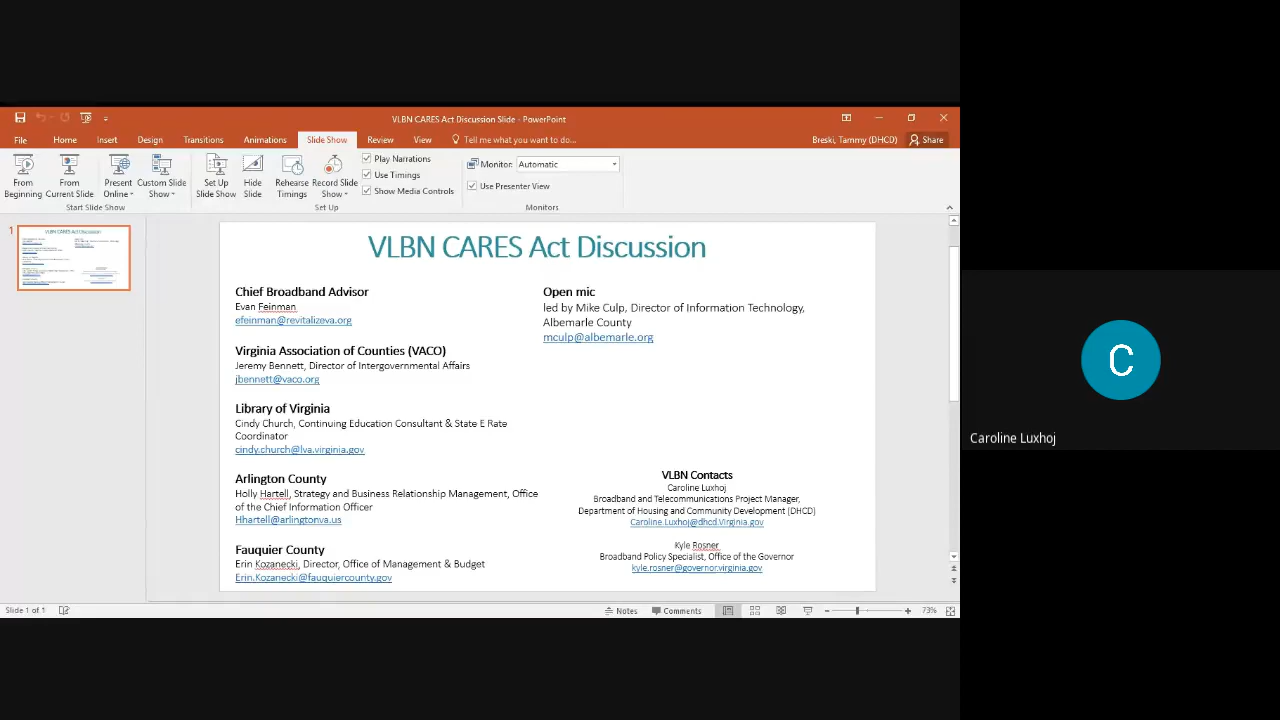 VLBN CARES Act Discussion Slide - PowerPoint
File Home Insert Design Transitions Animations Slide Show Review View Tell me what you want to do...
Breski, Tammy (DHCD) Share
From Beginning
From Current Slide
Present Online
Custom Slide Show
Set Up Slide Show
Hide Slide
Rehearse Timings
Record Slide Show
Play Narrations
Use Timings
Show Media Controls
Monitor: Automatic
Use Presenter View
Start Slide Show
Set Up
Monitors
1
VLBN CARES Act Discussion
VLBN CARES Act Discussion
Chief Broadband Advisor
Evan Feinman
efeinman@revitalizeva.org
Virginia Association of Counties (VACO)
Jeremy Bennett, Director of Intergovernmental Affairs
jbennett@vaco.org
Library of Virginia
Cindy Church, Continuing Education Consultant & State E Rate
Coordinator
cindy.church@lva.virginia.gov
Arlington County
Holly Hartell, Strategy and Business Relationship Management, Office
of the Chief Information Officer
Hhartell@arlingtonva.us
Fauquier County
Erin Kozanecki, Director, Office of Management & Budget
Erin.Kozanecki@fauquiercounty.gov
Open mic
led by Mike Culp, Director of Information Technology,
Albemarle County
mculp@albemarle.org
VLBN Contacts
Caroline Luxhoj
Broadband and Telecommunications Project Manager,
Department of Housing and Community Development (DHCD)
Caroline.Luxhoj@dhcd.Virginia.gov
Kyle Rosner
Broadband Policy Specialist, Office of the Governor
kyle.rosner@governor.virginia.gov
Slide 1 of 1
Notes Comments
73%
C
Caroline Luxhoj